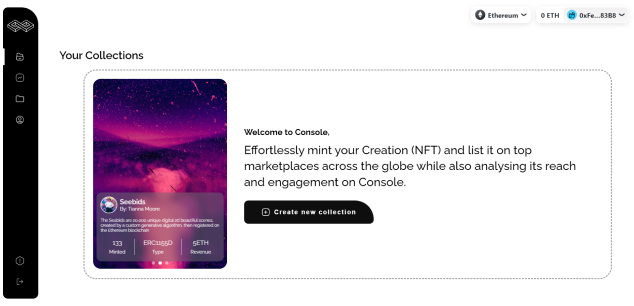 Ethereum
0 ETH
0xFe...83B8
Your Collections
Welcome to Console,
Effortlessly mint your Creation (NFT) and list it on top
marketplaces across the globe while also analysing its reach
and engagement on Console.
Create new collection
Seebids
By: Tianna Moore
The Seebids are 10,000 unique digital art beautiful scenes,
created by a custom generative algorithm, then registered on
the Ethereum blockchain
133
ERC1155D
5ETH
Minted
Type
Revenue